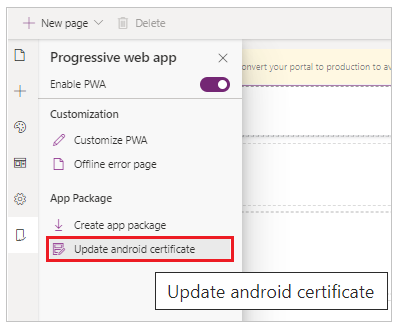 New page
Delete
Progressive web app
onvert your portal to production to av
Enable PWA
Customization
Customize PWA
Offline error page
App Package
Create app package
Update android certificate
Update android certificate